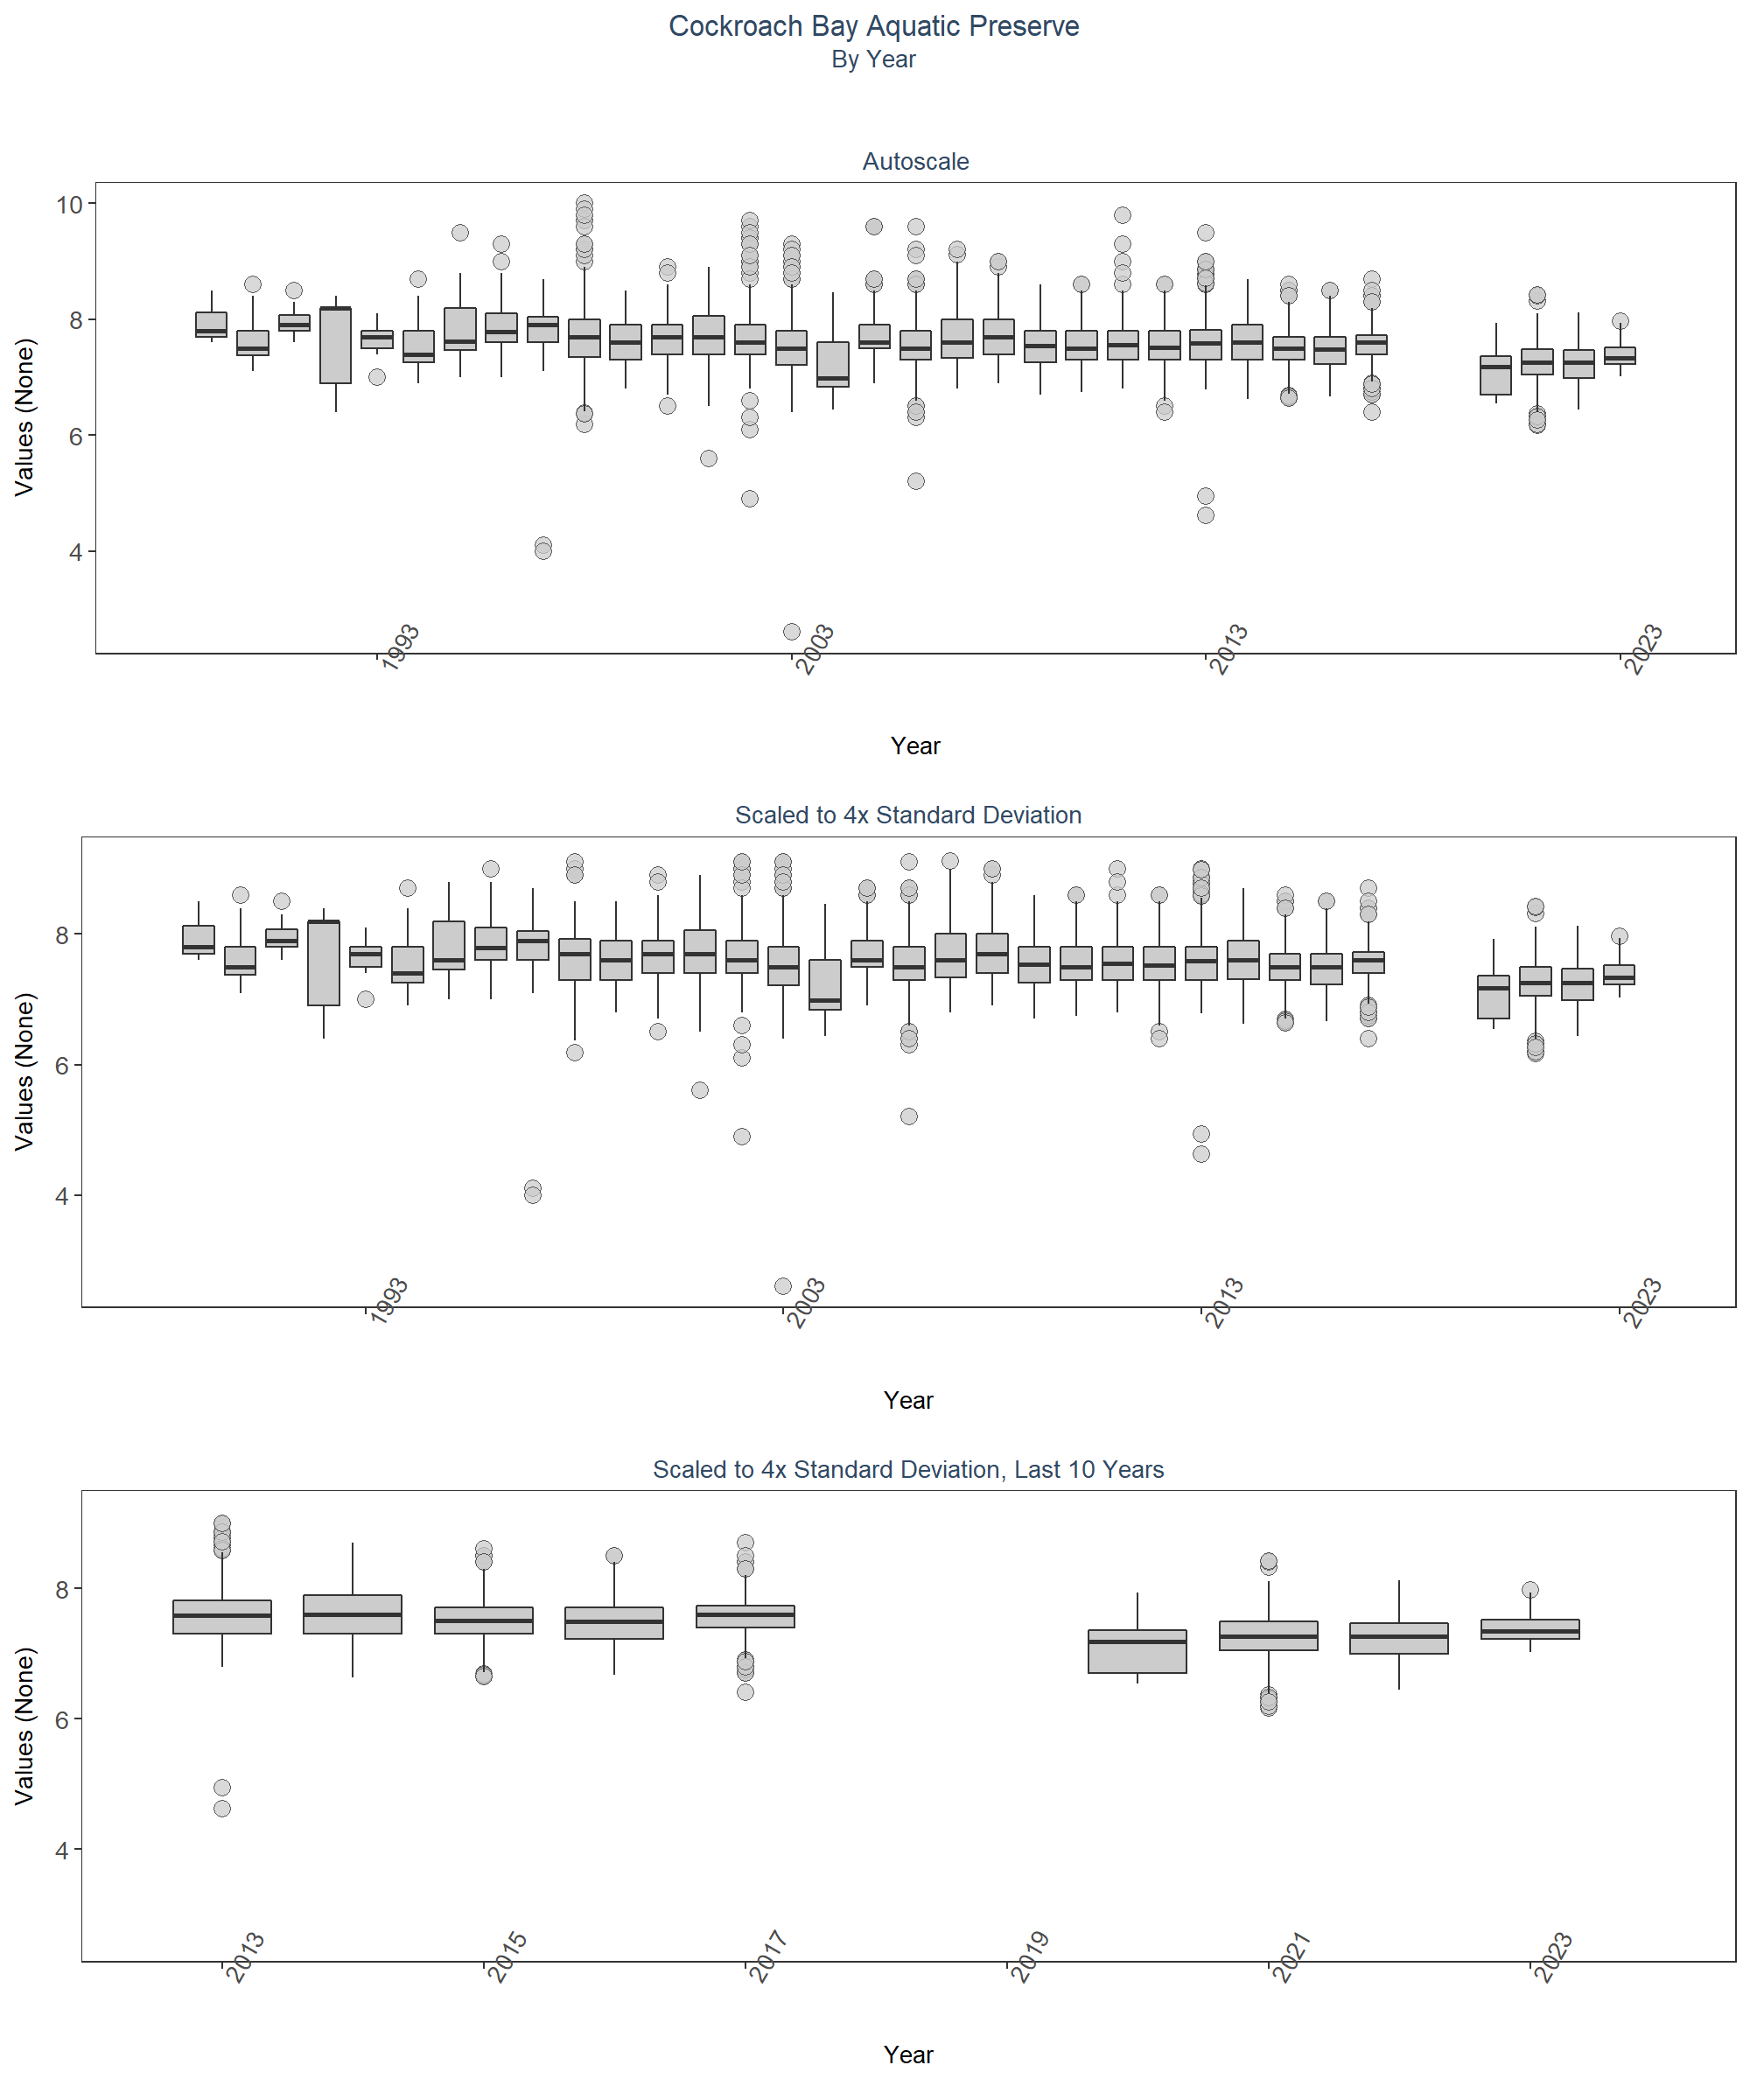 Cockroach Bay Aquatic Preserve
By Year
Autoscale
10
8
6
4
Values (None)
1993
2003
2013
2023
Year
Scaled to 4x Standard Deviation
8
6
4
Values (None)
1993
2003
2013
2023
Year
Scaled to 4x Standard Deviation, Last 10 Years
8
6
4
Values (None)
2013
2015
2017
2019
2021
2023
Year